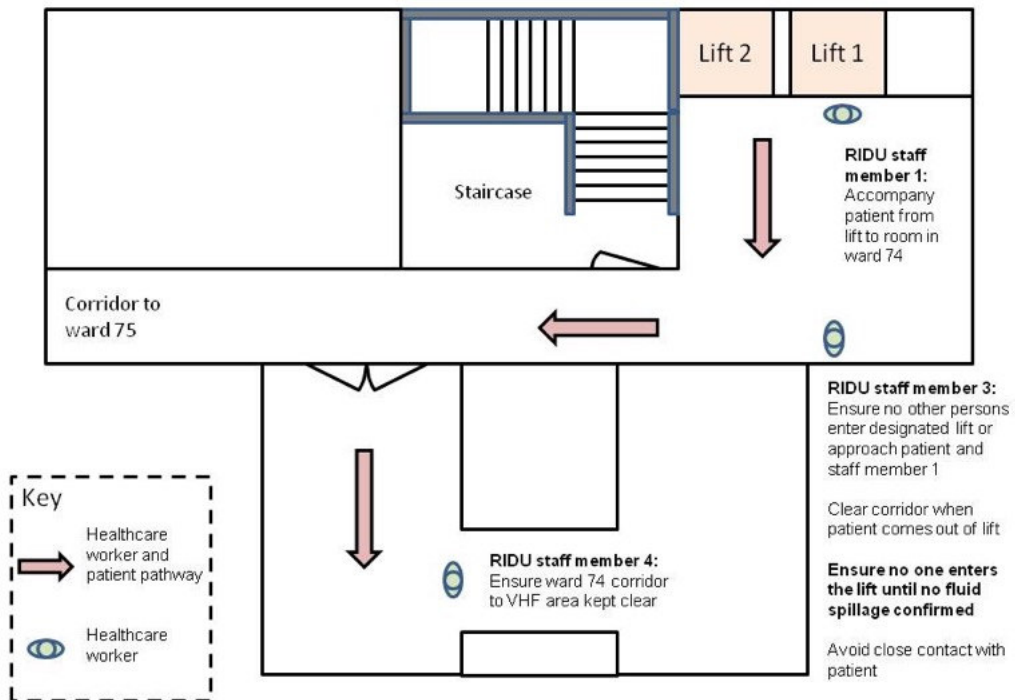 Lift 2
Lift 1
RIDU staff
member 1:
Accompany
patient from
lift to room in
ward 74
Staircase
Corridor to
ward 75
RIDU staff member 3:
Ensure no other persons
enter designated lift or
approach patient and
staff member 1
Clear corridor when
patient comes out of lift
Ensure no one enters
the lift until no fluid
spillage confirmed
Avoid close contact with
patient
RIDU staff member 4:
Ensure ward 74 corridor
to VHF area kept clear
Key
Healthcare
worker and
patient pathway
Healthcare
worker